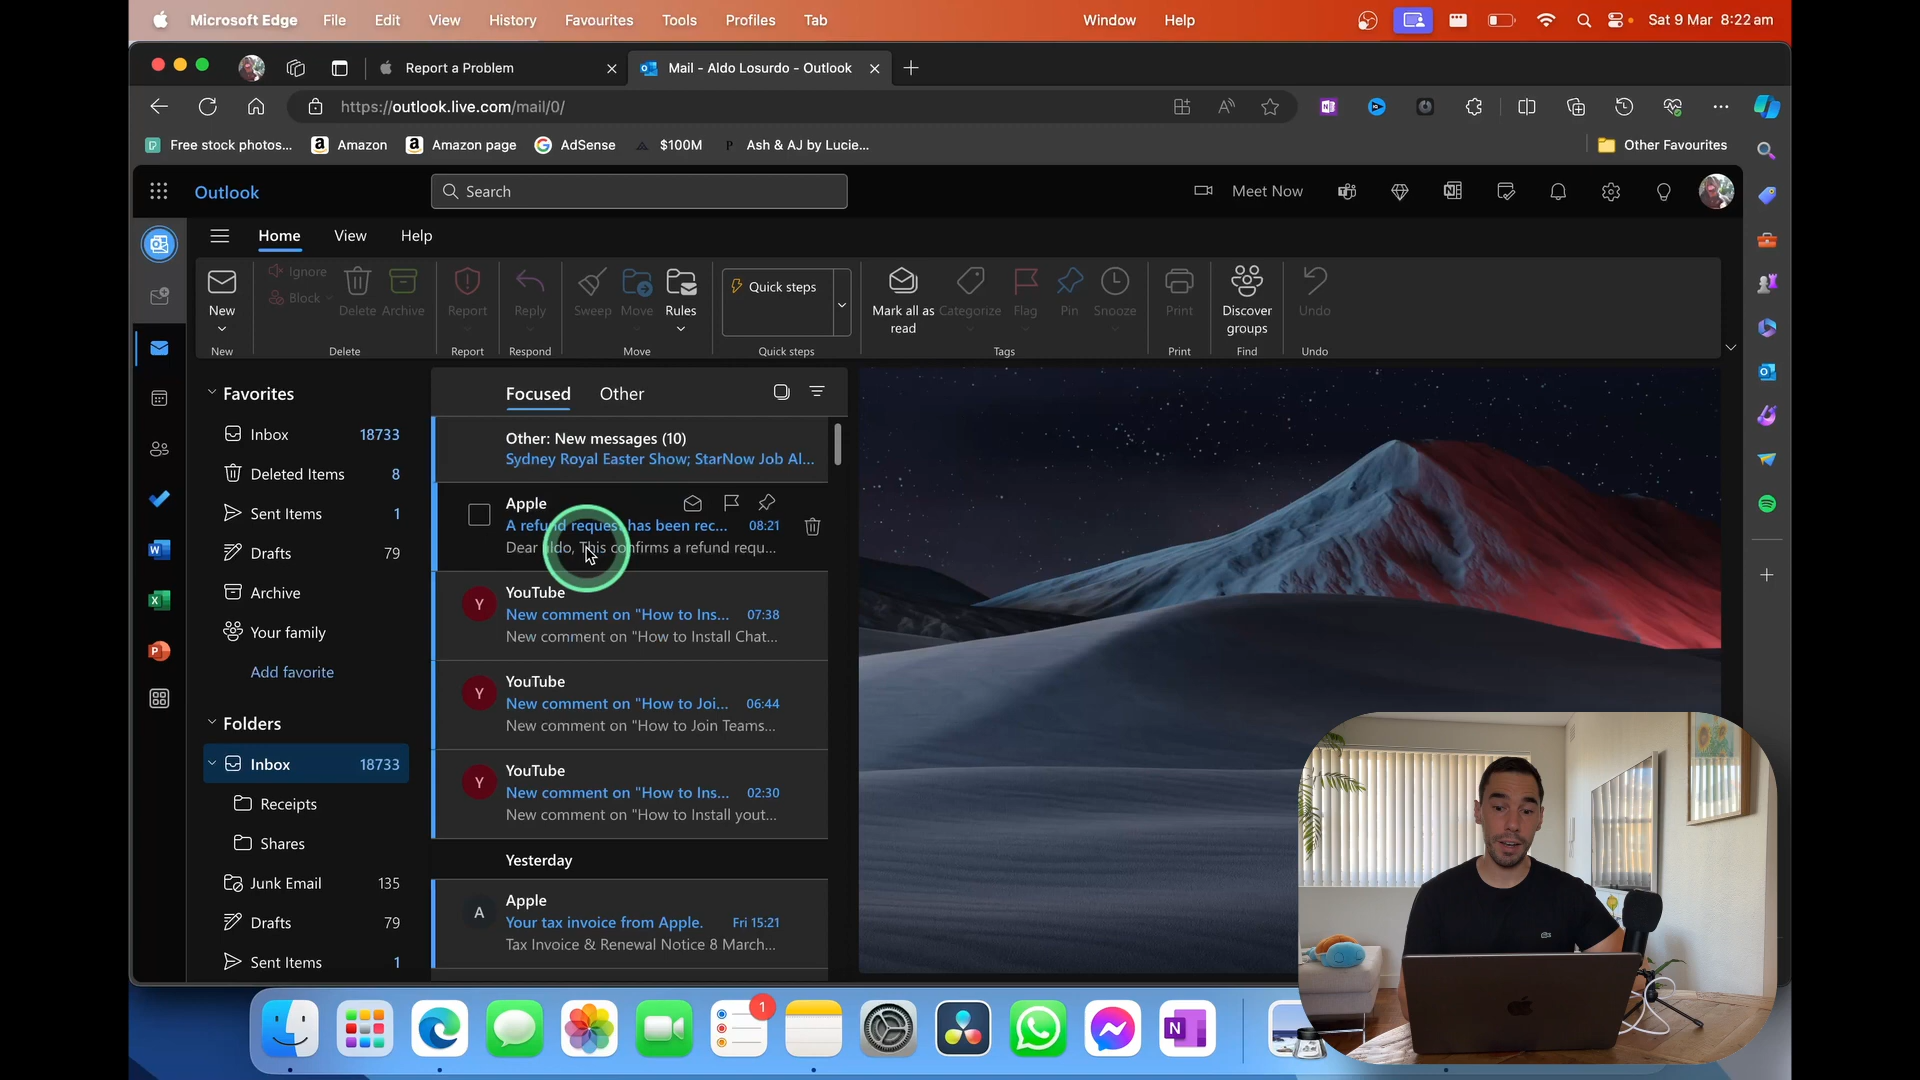 Microsoft Edge File Edit View History Favourites Tools Profiles Tab Window Help Sat 9 Mar 8:22 am
Report a Problem
Mail - Aldo Losurdo - Outlook
https://outlook.live.com/mail/0/
Free stock photos... Amazon Amazon page AdSense $100M Ash & AJ by Lucie... Other Favourites
Outlook
Search
Meet Now
Home View Help
New
Ignore
Block
Delete
Archive
Report
Reply
Sweep
Move
Rules
Quick steps
Mark all as read
Categorize
Flag
Pin
Snooze
Print
Discover groups
Undo
New Delete Report Respond Move Quick steps Tags Print Find Undo
Favorites
Inbox 18733
Deleted Items 8
Sent Items 1
Drafts 79
Archive
Your family
Add favorite
Folders
Inbox 18733
Receipts
Shares
Junk Email 135
Drafts 79
Sent Items 1
Focused Other
Other: New messages (10)
Sydney Royal Easter Show; StarNow Job Al...
Apple
A refund request has been rec... 08:21
Dear aldo, This confirms a refund requ...
Y
YouTube
New comment on "How to Ins... 07:38
New comment on "How to Install Chat...
Y
YouTube
New comment on "How to Joi... 06:44
New comment on "How to Join Teams...
Y
YouTube
New comment on "How to Ins... 02:30
New comment on "How to Install yout...
Yesterday
A
Apple
Your tax invoice from Apple. Fri 15:21
Tax Invoice & Renewal Notice 8 March...
1